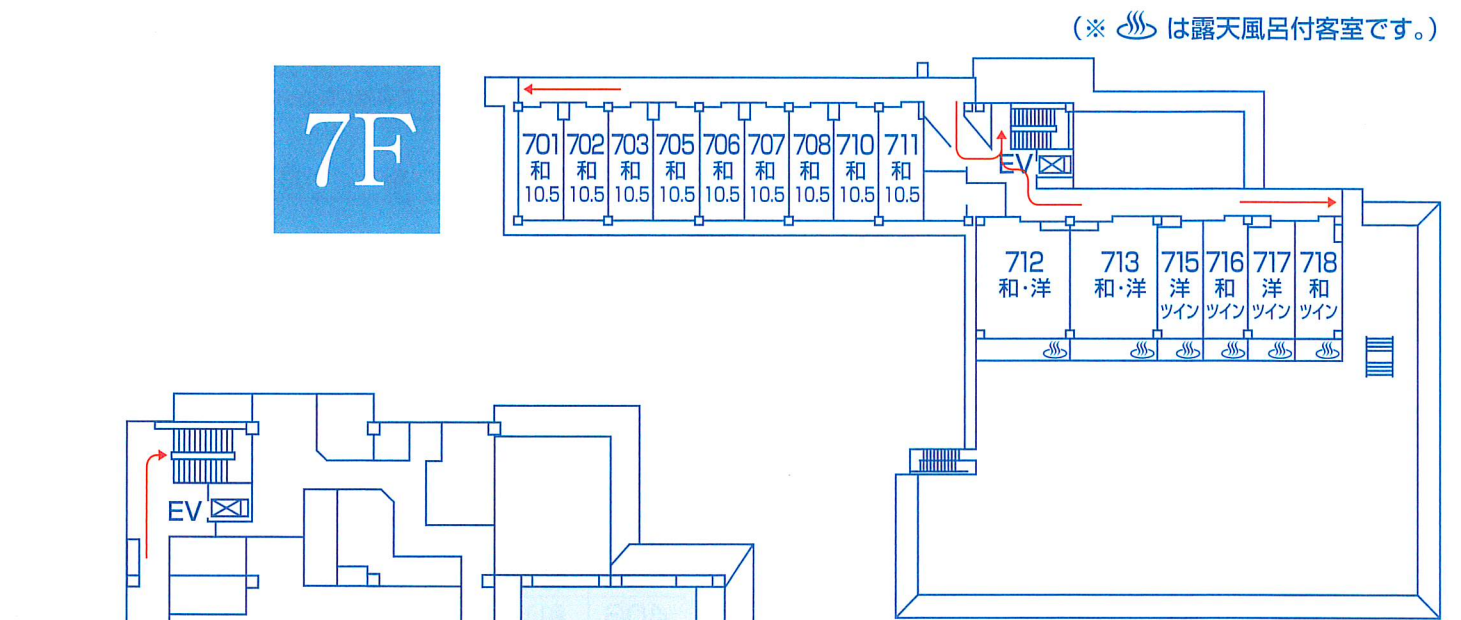 (※ は露天風呂付客室です。)
7F
701 702 703 705 706 707 708 710 711
和 和 和 和 和 和 和 和 和
10.5 10.5 10.5 10.5 10.5 10.5 10.5 10.5 10.5
EV
712 713 715 716 717 718
和・洋 和・洋 洋 和 洋 和
ツイン ツイン ツイン ツイン
EV